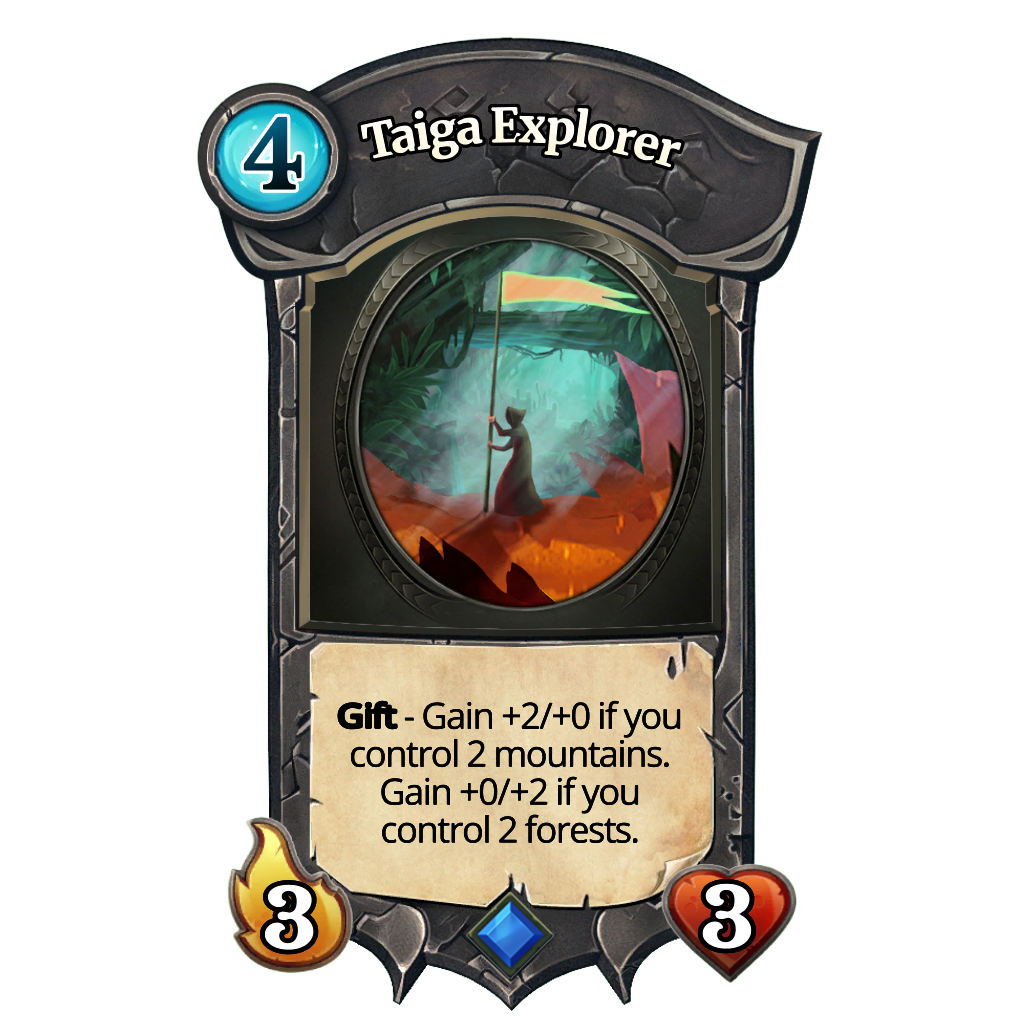 4
Taiga Explorer
Gift - Gain +2/+0 if you
control 2 mountains.
Gain +0/+2 if you
control 2 forests.
3
3